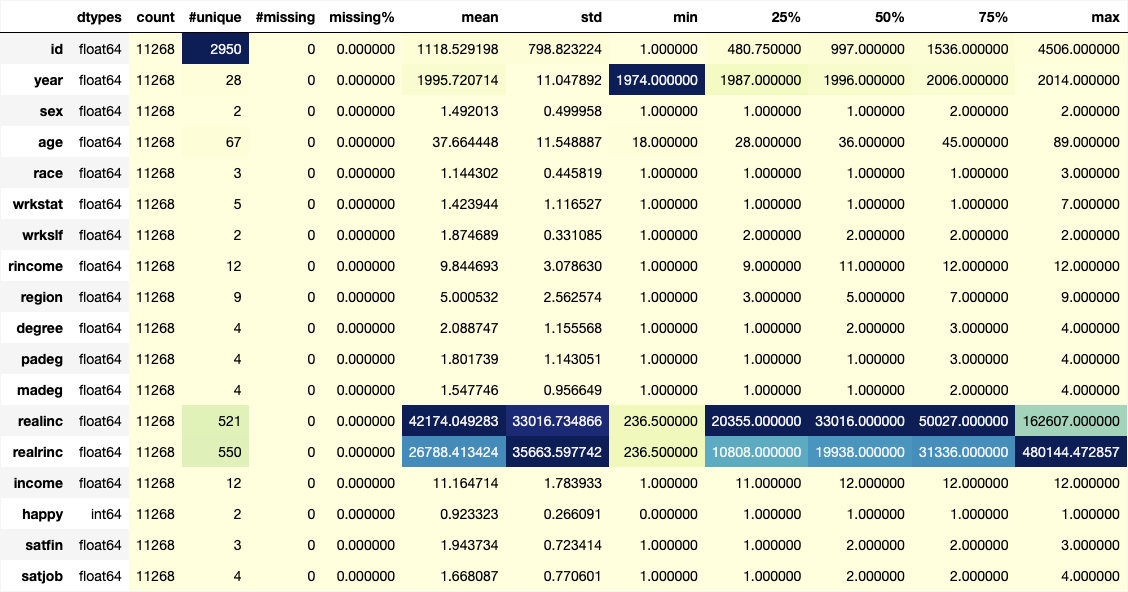 dtypes count #unique #missing missing% mean std min 25% 50% 75% max
id float64 11268 2950 0 0.000000 1118.529198 798.823224 1.000000 480.750000 997.000000 1536.000000 4506.000000
year float64 11268 28 0 0.000000 1995.720714 11.047892 1974.000000 1987.000000 1996.000000 2006.000000 2014.000000
sex float64 11268 2 0 0.000000 1.492013 0.499958 1.000000 1.000000 1.000000 2.000000 2.000000
age float64 11268 67 0 0.000000 37.664448 11.548887 18.000000 28.000000 36.000000 45.000000 89.000000
race float64 11268 3 0 0.000000 1.144302 0.445819 1.000000 1.000000 1.000000 1.000000 3.000000
wrkstat float64 11268 5 0 0.000000 1.423944 1.116527 1.000000 1.000000 1.000000 1.000000 7.000000
wrkslf float64 11268 2 0 0.000000 1.874689 0.331085 1.000000 2.000000 2.000000 2.000000 2.000000
rincome float64 11268 12 0 0.000000 9.844693 3.078630 1.000000 9.000000 11.000000 12.000000 12.000000
region float64 11268 9 0 0.000000 5.000532 2.562574 1.000000 3.000000 5.000000 7.000000 9.000000
degree float64 11268 4 0 0.000000 2.088747 1.155568 1.000000 1.000000 2.000000 3.000000 4.000000
padeg float64 11268 4 0 0.000000 1.801739 1.143051 1.000000 1.000000 1.000000 3.000000 4.000000
madeg float64 11268 4 0 0.000000 1.547746 0.956649 1.000000 1.000000 1.000000 2.000000 4.000000
realinc float64 11268 521 0 0.000000 42174.049283 33016.734866 236.500000 20355.000000 33016.000000 50027.000000 162607.000000
realrinc float64 11268 550 0 0.000000 26788.413424 35663.597742 236.500000 10808.000000 19938.000000 31336.000000 480144.472857
income float64 11268 12 0 0.000000 11.164714 1.783933 1.000000 11.000000 12.000000 12.000000 12.000000
happy int64 11268 2 0 0.000000 0.923323 0.266091 0.000000 1.000000 1.000000 1.000000 1.000000
satfin float64 11268 3 0 0.000000 1.943734 0.723414 1.000000 1.000000 2.000000 2.000000 3.000000
satjob float64 11268 4 0 0.000000 1.668087 0.770601 1.000000 1.000000 2.000000 2.000000 4.000000